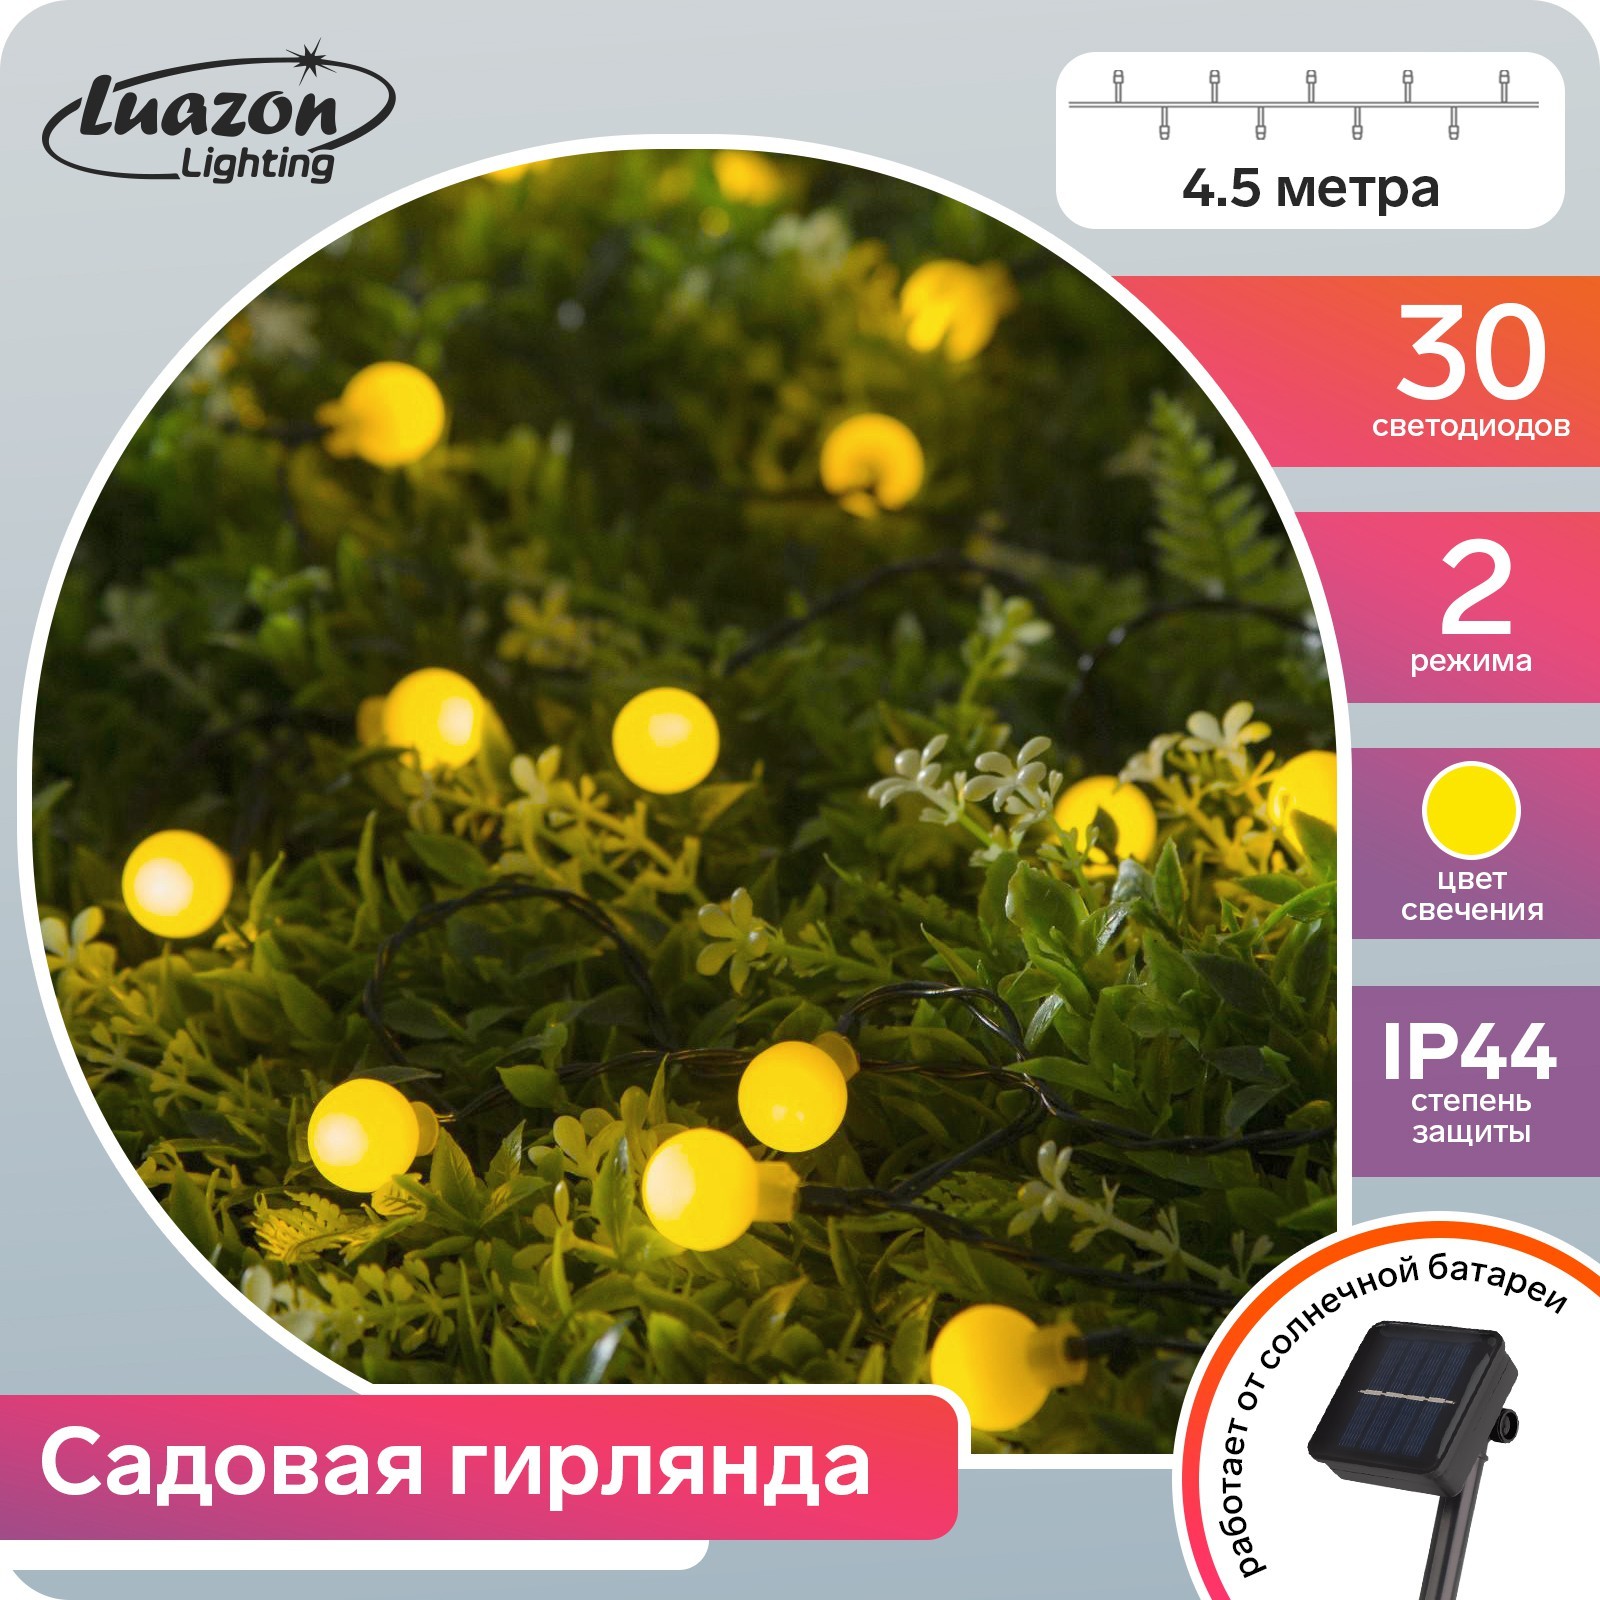 Luazon
Lighting
4.5 метра
30
светодиодов
2
режима
цвет
свечения
IP44
степень
защиты
работает от солнечной батареи
Садовая гирлянда